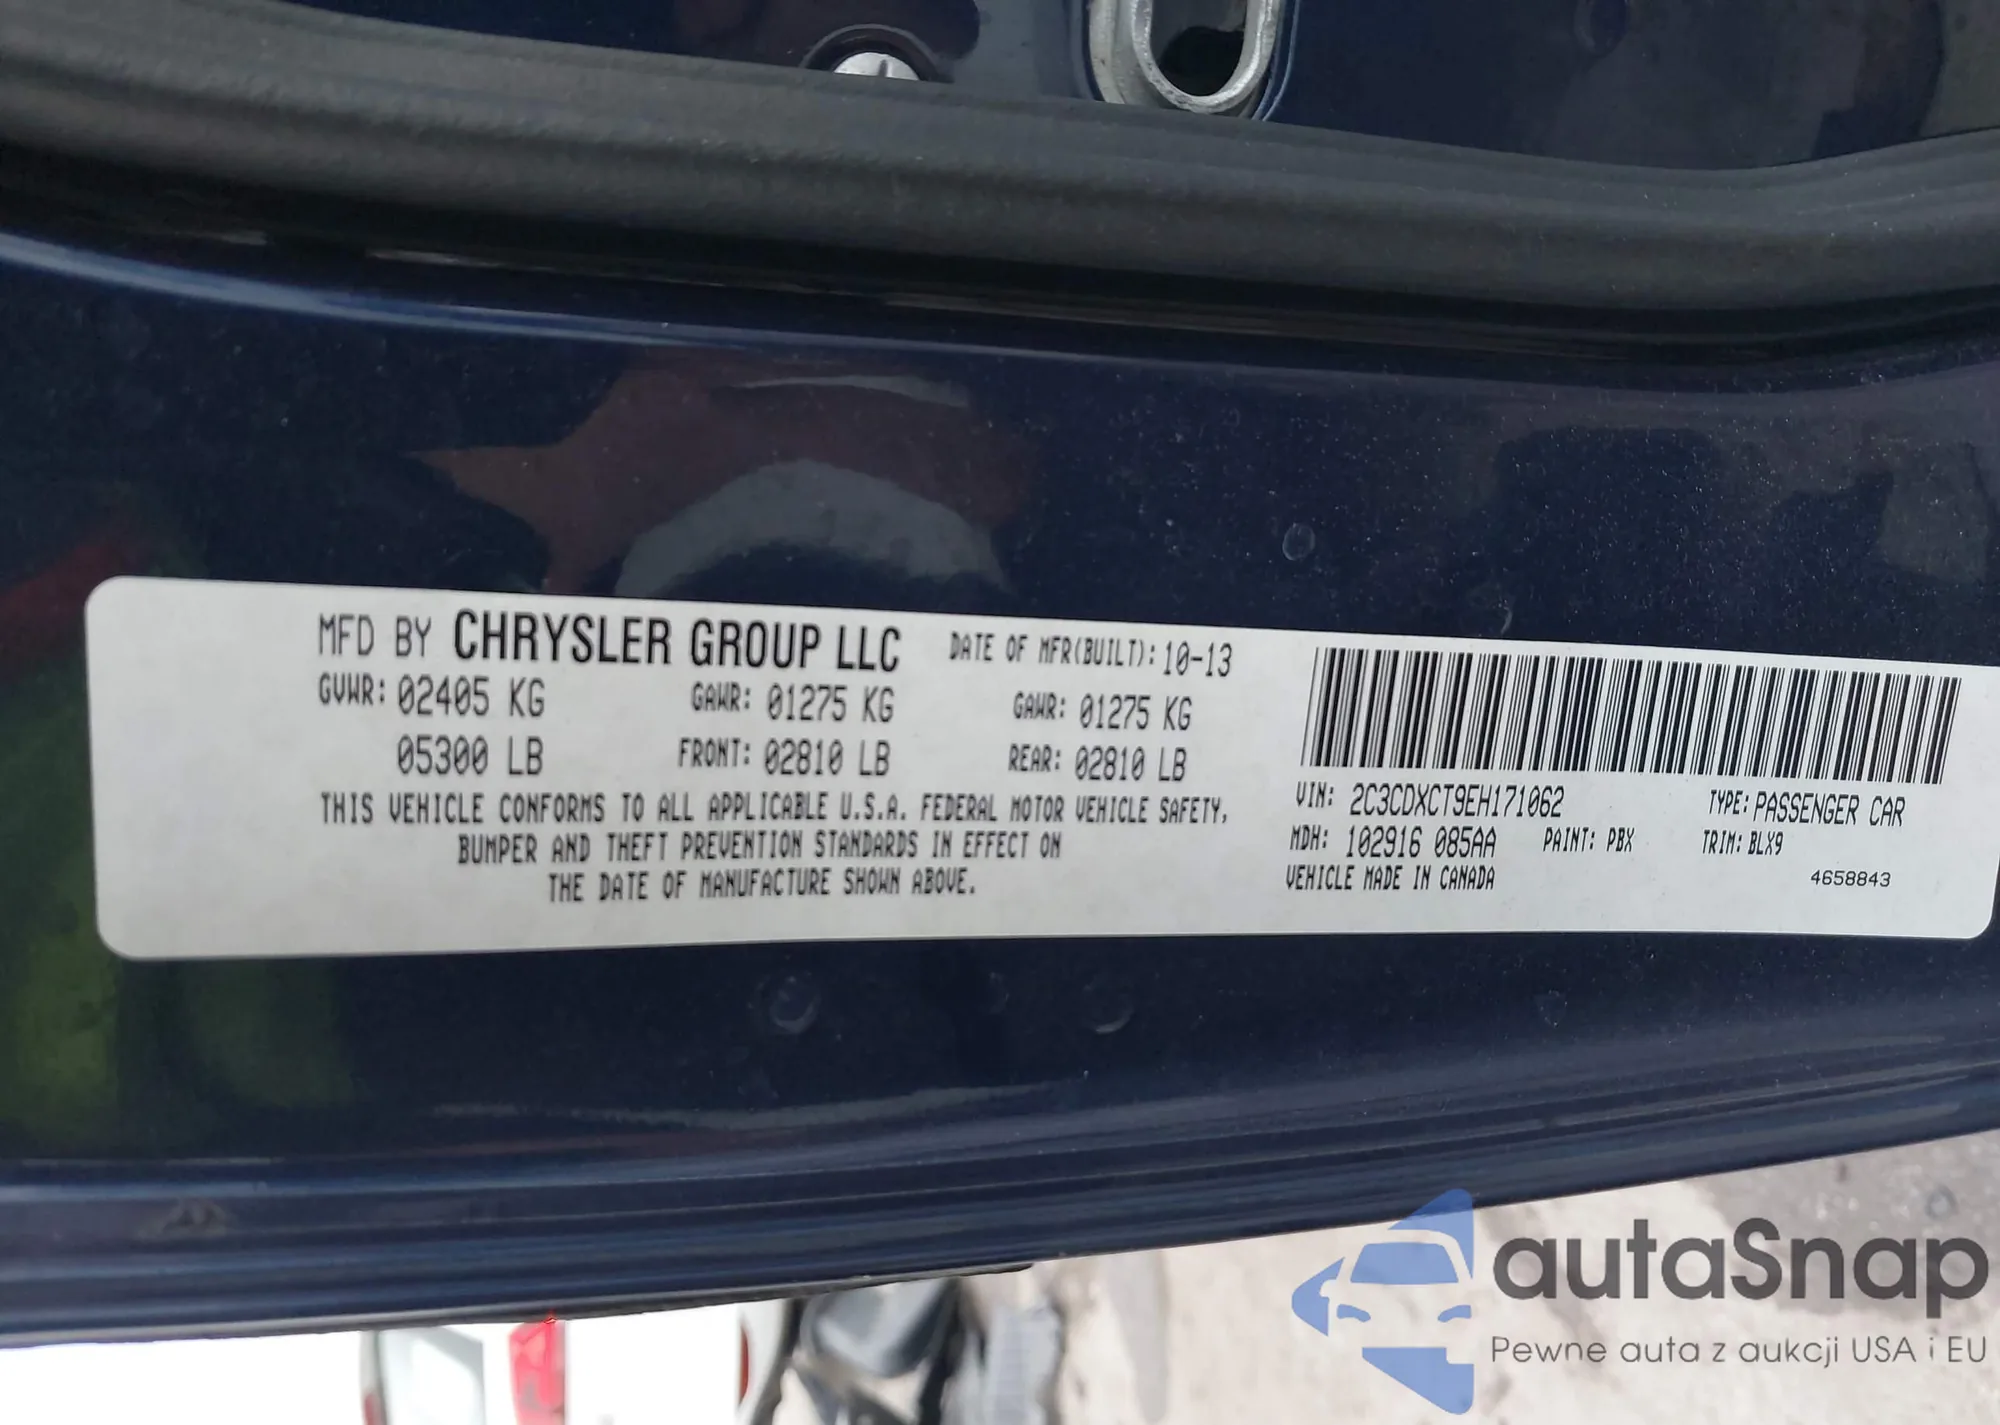 MFD BY CHRYSLER GROUP LLC DATE OF MFR(BUILT): 10-13
GVWR: 02405 KG GAWR: 01275 KG GAWR: 01275 KG
05300 LB FRONT: 02810 LB REAR: 02810 LB
THIS VEHICLE CONFORMS TO ALL APPLICABLE U.S.A. FEDERAL MOTOR VEHICLE SAFETY,
BUMPER AND THEFT PREVENTION STANDARDS IN EFFECT ON
THE DATE OF MANUFACTURE SHOWN ABOVE.
VIN: 2C3CDXCT9EH171062 TYPE: PASSENGER CAR
MDH: 102916 085AA PAINT: PBX TRIM: BLX9
VEHICLE MADE IN CANADA 4658843
autaSnap
Pewne auta z aukcji USA i EU